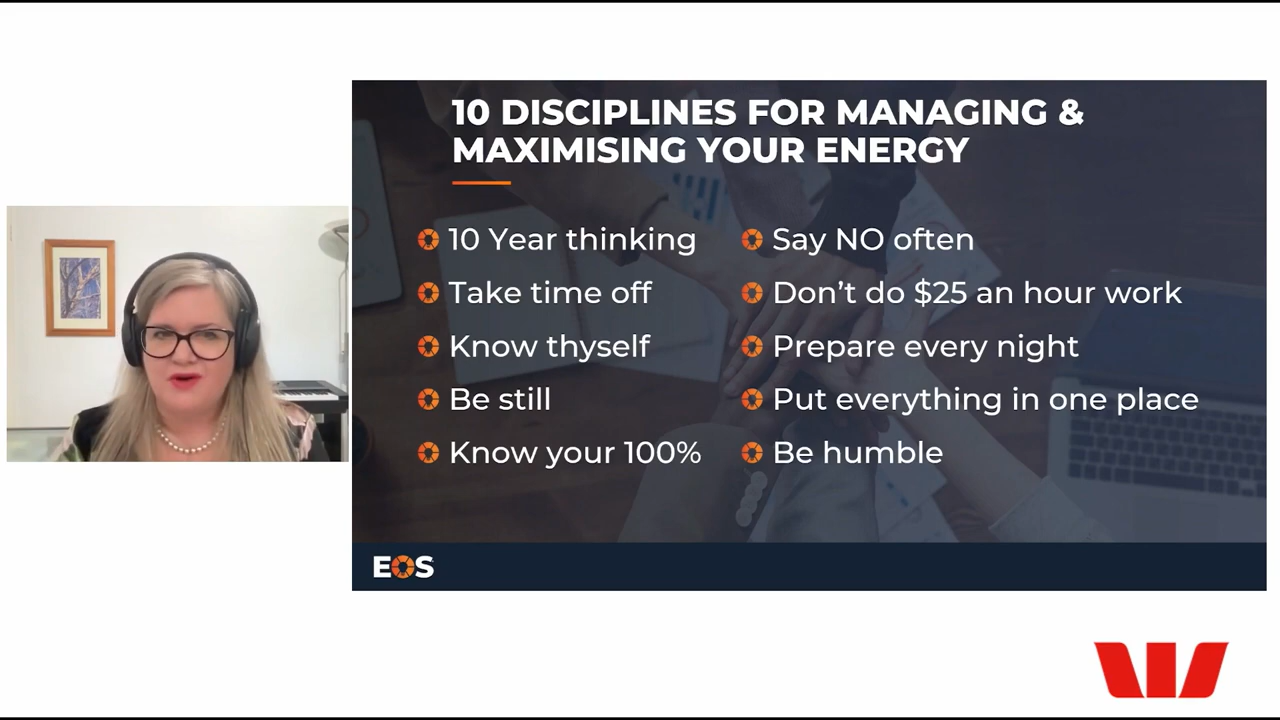 10 DISCIPLINES FOR MANAGING &
MAXIMISING YOUR ENERGY
10 Year thinking
Take time off
Know thyself
Be still
Know your 100%
Say NO often
Don’t do $25 an hour work
Prepare every night
Put everything in one place
Be humble
EOS